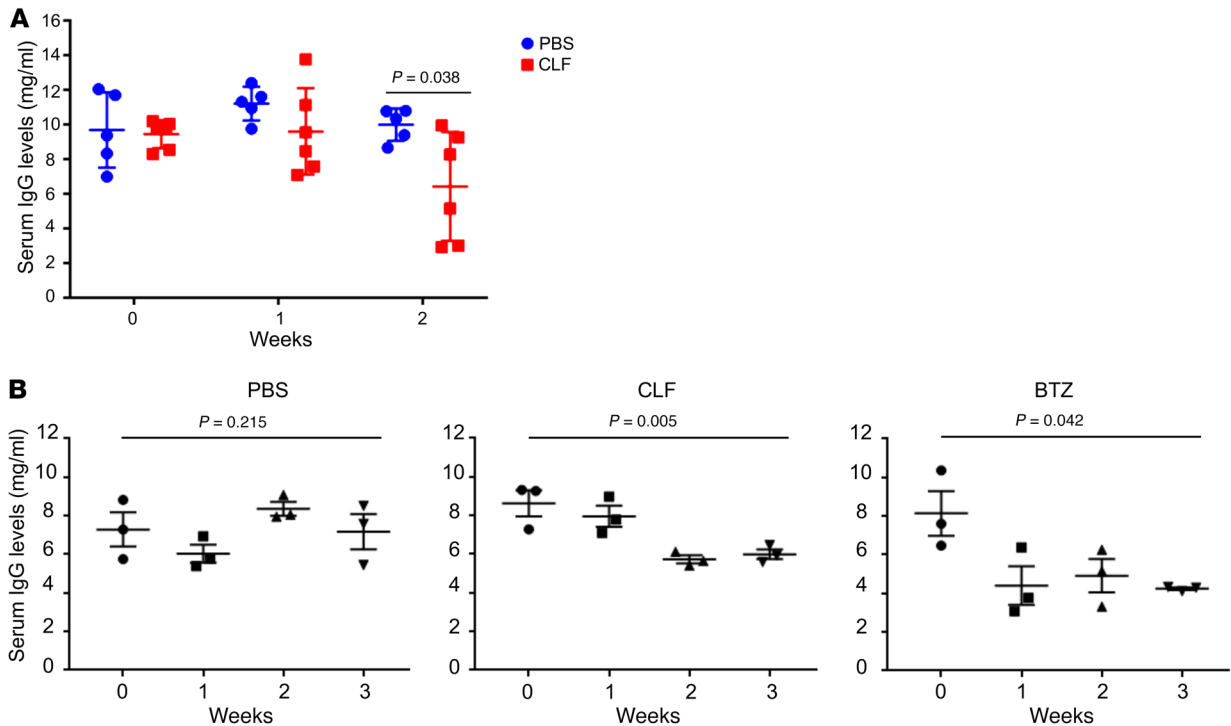 A
Serum IgG levels (mg/ml)
16
14
12
10
8
6
4
2
0
PBS
CLF
P = 0.038
0 1 2
Weeks
B
PBS
P = 0.215
Serum IgG levels (mg/ml)
12
10
8
6
4
2
0
0 1 2 3
Weeks
CLF
P = 0.005
12
10
8
6
4
2
0
0 1 2 3
Weeks
BTZ
P = 0.042
12
10
8
6
4
2
0
0 1 2 3
Weeks